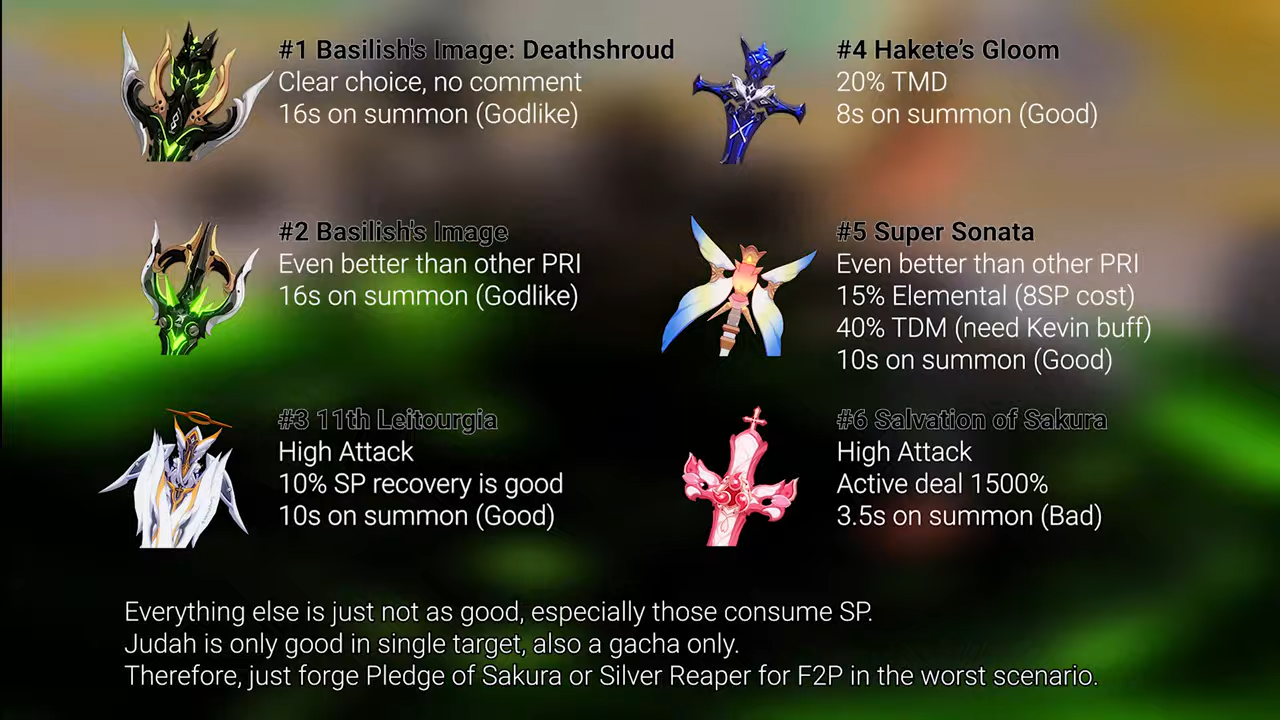 #1 Basilish's Image: Deathshroud
Clear choice, no comment
16s on summon (Godlike)
#2 Basilish's Image
Even better than other PRI
16s on summon (Godlike)
#3 11th Leitourgia
High Attack
10% SP recovery is good
10s on summon (Good)
#4 Hakete's Gloom
20% TMD
8s on summon (Good)
#5 Super Sonata
Even better than other PRI
15% Elemental (8SP cost)
40% TDM (need Kevin buff)
10s on summon (Good)
#6 Salvation of Sakura
High Attack
Active deal 1500%
3.5s on summon (Bad)
Everything else is just not as good, especially those consume SP.
Judah is only good in single target, also a gacha only.
Therefore, just forge Pledge of Sakura or Silver Reaper for F2P in the worst scenario.